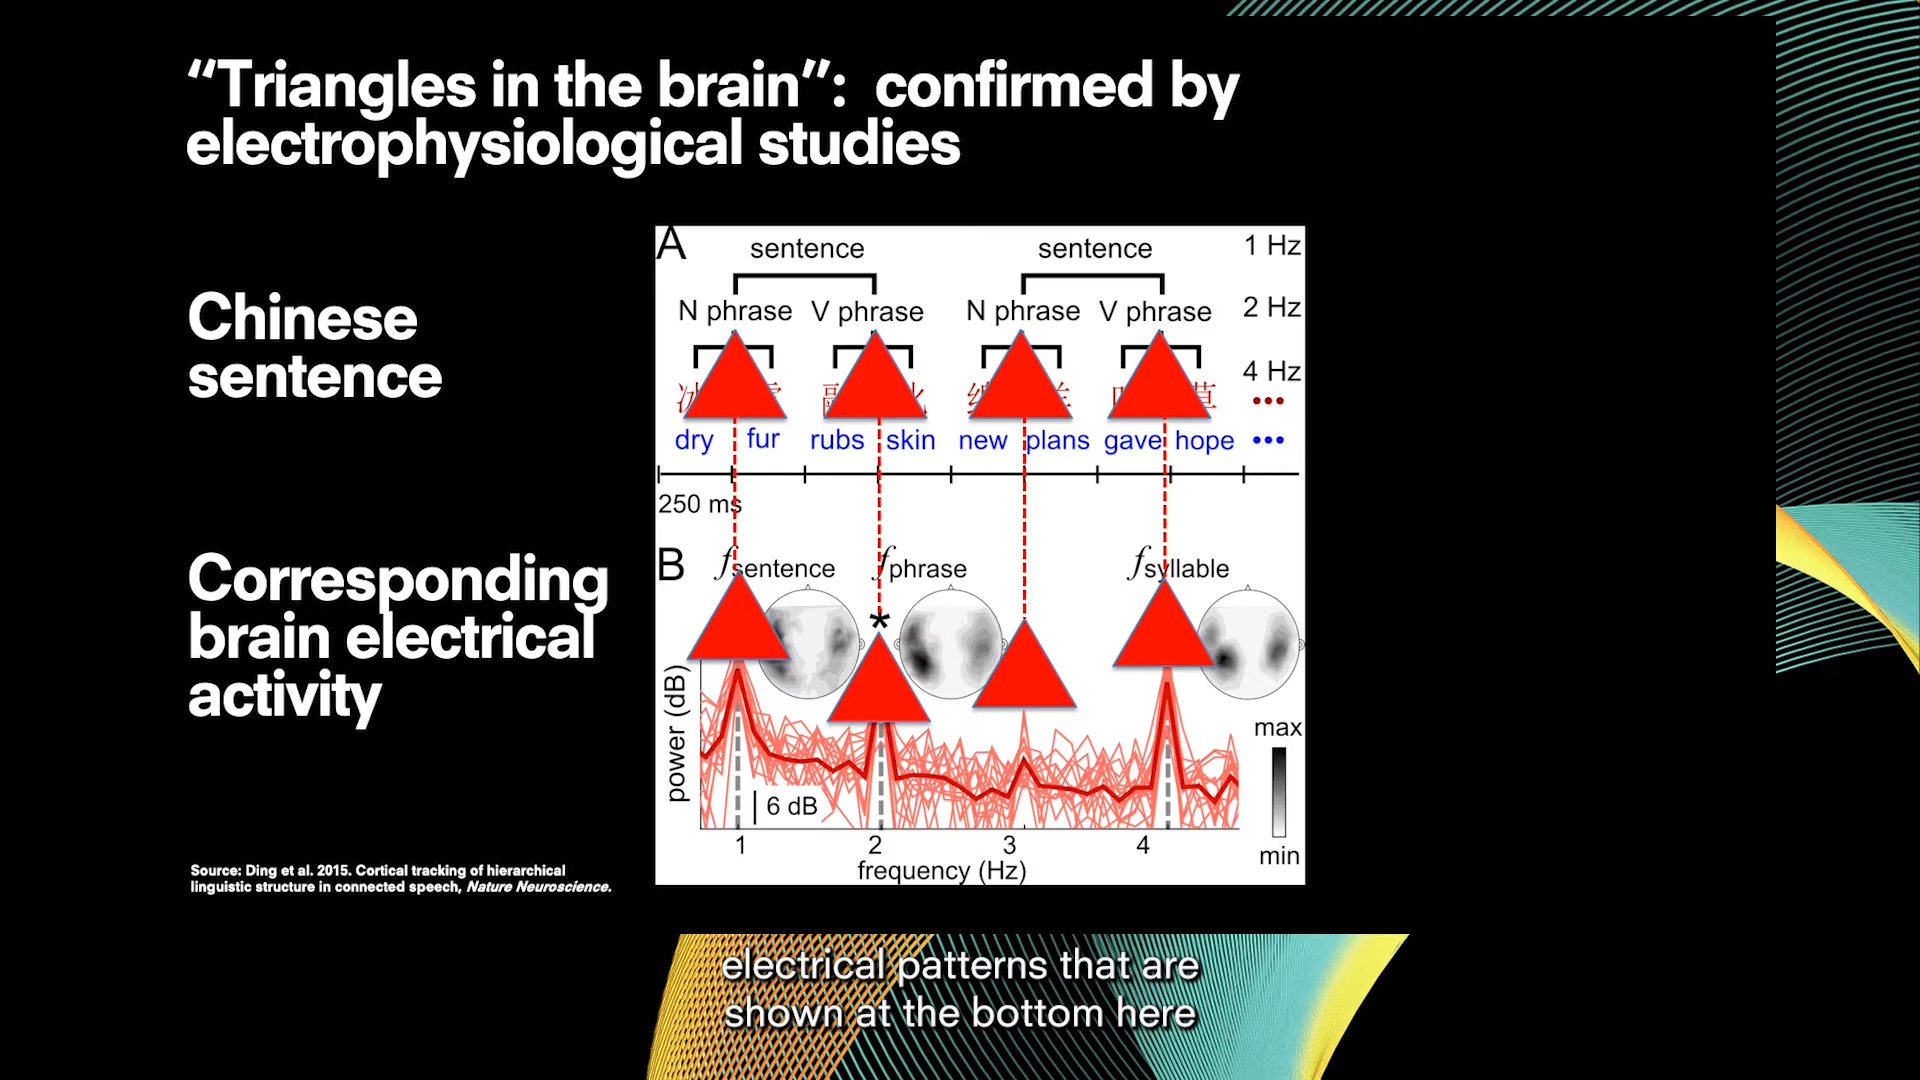 “Triangles in the brain”: confirmed by
electrophysiological studies
Chinese
sentence
Corresponding
brain electrical
activity
Source: Ding et al. 2015. Cortical tracking of hierarchical
linguistic structure in connected speech, Nature Neuroscience.
A
sentence sentence 1 Hz
N phrase V phrase N phrase V phrase 2 Hz
4 Hz
草 •••
dry fur rubs skin new plans gave hope •••
250 ms
B fsentence fphrase fsyllable
*
power (dB)
6 dB
max
min
1 2 3 4
frequency (Hz)
electrical patterns that are
shown at the bottom here